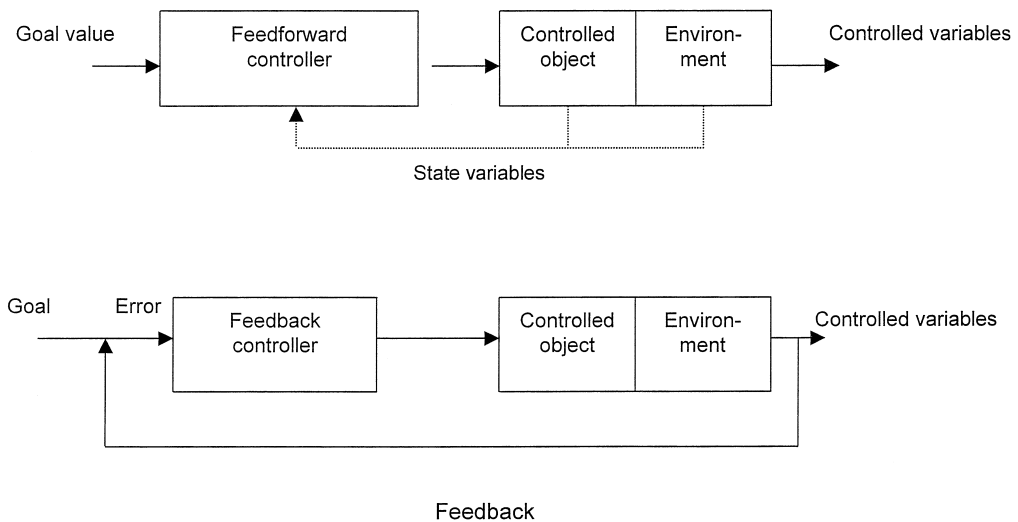 Goal value
Feedforward
controller
Controlled
object
Environ-
ment
Controlled variables
State variables
Goal
Error
Feedback
controller
Controlled
object
Environ-
ment
Controlled variables
Feedback